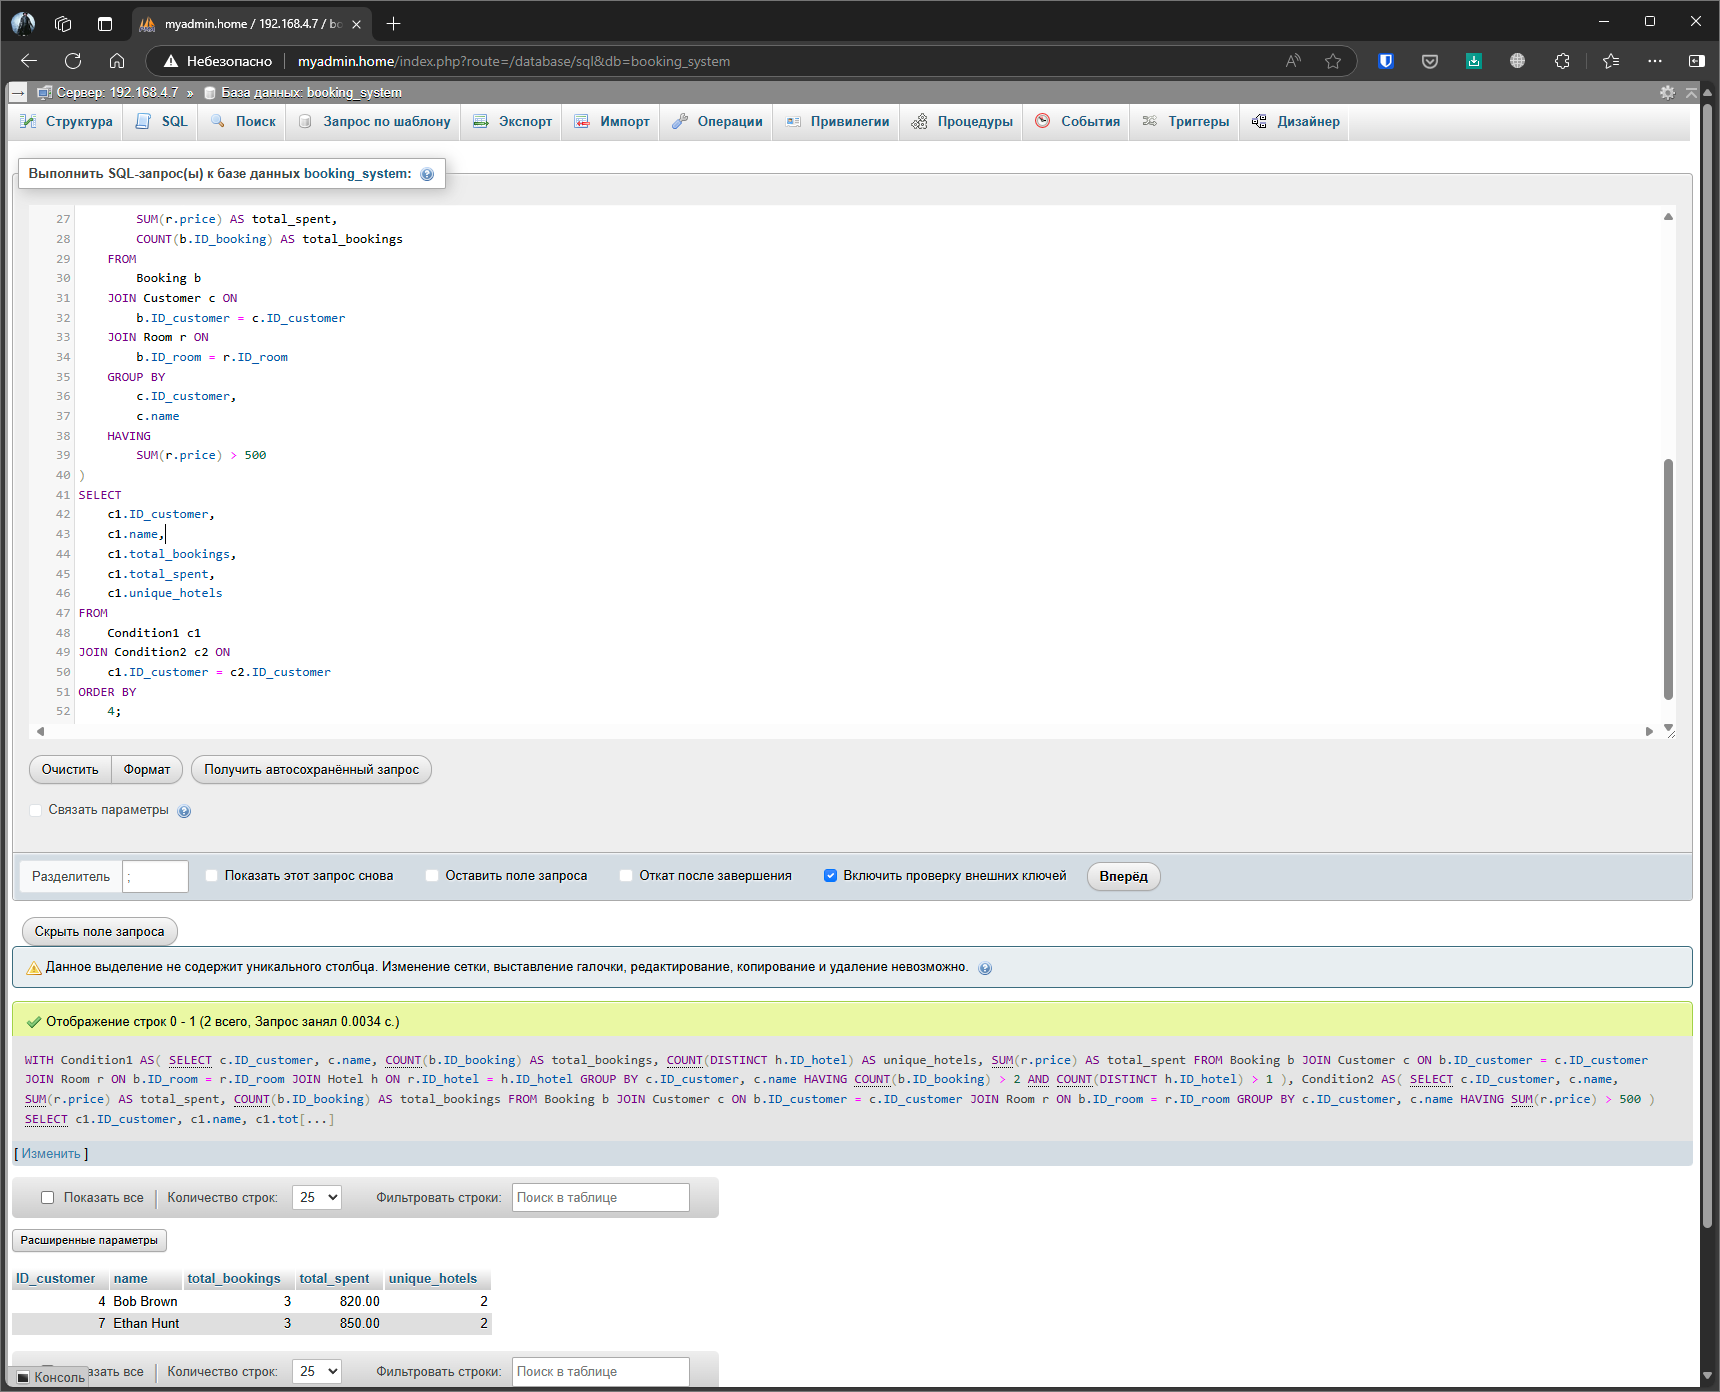 myadmin.home / 192.168.4.7 / bo
Небезопасно
myadmin.home/index.php?route=/database/sql&db=booking_system
Сервер: 192.168.4.7 » База данных: booking_system
Структура SQL Поиск Запрос по шаблону Экспорт Импорт Операции Привилегии Процедуры События Триггеры Дизайнер
Выполнить SQL-запрос(ы) к базе данных booking_system:
27 SUM(r.price) AS total_spent,
28 COUNT(b.ID_booking) AS total_bookings
29 FROM
30 Booking b
31 JOIN Customer c ON
32 b.ID_customer = c.ID_customer
33 JOIN Room r ON
34 b.ID_room = r.ID_room
35 GROUP BY
36 c.ID_customer,
37 c.name
38 HAVING
39 SUM(r.price) > 500
40 )
41 SELECT
42 c1.ID_customer,
43 c1.name,
44 c1.total_bookings,
45 c1.total_spent,
46 c1.unique_hotels
47 FROM
48 Condition1 c1
49 JOIN Condition2 c2 ON
50 c1.ID_customer = c2.ID_customer
51 ORDER BY
52 4;
Очистить Формат Получить автосохранённый запрос
Связать параметры
Разделитель ; Показать этот запрос снова Оставить поле запроса Откат после завершения Включить проверку внешних ключей Вперёд
Скрыть поле запроса
Данное выделение не содержит уникального столбца. Изменение сетки, выставление галочки, редактирование, копирование и удаление невозможно.
Отображение строк 0 - 1 (2 всего, Запрос занял 0.0034 с.)
WITH Condition1 AS( SELECT c.ID_customer, c.name, COUNT(b.ID_booking) AS total_bookings, COUNT(DISTINCT h.ID_hotel) AS unique_hotels, SUM(r.price) AS total_spent FROM Booking b JOIN Customer c ON b.ID_customer = c.ID_customer
JOIN Room r ON b.ID_room = r.ID_room JOIN Hotel h ON r.ID_hotel = h.ID_hotel GROUP BY c.ID_customer, c.name HAVING COUNT(b.ID_booking) > 2 AND COUNT(DISTINCT h.ID_hotel) > 1 ), Condition2 AS( SELECT c.ID_customer, c.name,
SUM(r.price) AS total_spent, COUNT(b.ID_booking) AS total_bookings FROM Booking b JOIN Customer c ON b.ID_customer = c.ID_customer JOIN Room r ON b.ID_room = r.ID_room GROUP BY c.ID_customer, c.name HAVING SUM(r.price) > 500 )
SELECT c1.ID_customer, c1.name, c1.tot[...]
[ Изменить ]
Показать все Количество строк: 25 Фильтровать строки: Поиск в таблице
Расширенные параметры
ID_customer name total_bookings total_spent unique_hotels
4 Bob Brown 3 820.00 2
7 Ethan Hunt 3 850.00 2
Консоль азать все Количество строк: 25 Фильтровать строки: Поиск в таблице